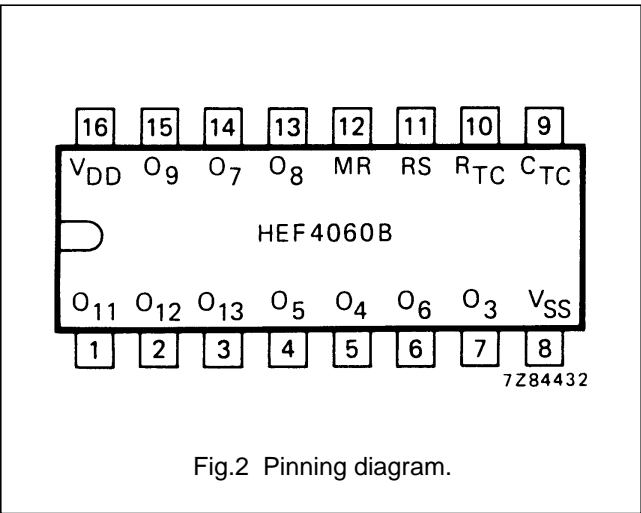 16 15 14 13 12 11 10 9
VDD O9 O7 O8 MR RS RTC CTC
HEF4060B
O11 O12 O13 O5 O4 O6 O3 VSS
1 2 3 4 5 6 7 8
7Z84432
Fig.2 Pinning diagram.